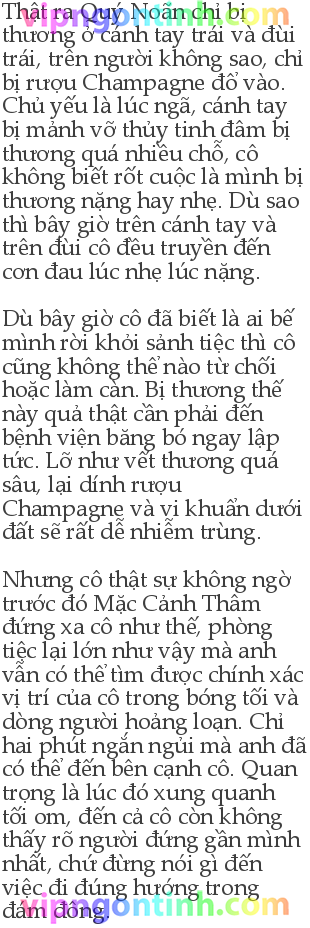 vipngontinh.com
Thật ra Quý Noãn chỉ bị
thương ở cánh tay trái và đùi
trái, trên người không sao, chỉ
bị rượu Champagne đổ vào.
Chủ yếu là lúc ngã, cánh tay
bị mảnh vỡ thủy tinh đâm bị
thương quá nhiều chỗ, cô
không biết rốt cuộc là mình bị
thương nặng hay nhẹ. Dù sao
thì bây giờ trên cánh tay và
trên đùi cô đều truyền đến
cơn đau lúc nhẹ lúc nặng.
Dù bây giờ cô đã biết là ai bế
mình rời khỏi sảnh tiệc thì cô
cũng không thể nào từ chối
hoặc làm càn. Bị thương thế
này quả thật cần phải đến
bệnh viện băng bó ngay lập
tức. Lỡ như vết thương quá
sâu, lại dính rượu
Champagne và vi khuẩn dưới
đất sẽ rất dễ nhiễm trùng.
Nhưng cô thật sự không ngờ
trước đó Mặc Cảnh Thâm
đứng xa cô như thế, phòng
tiệc lại lớn như vậy mà anh
vẫn có thể tìm được chính xác
vị trí của cô trong bóng tối và
dòng người hoảng loạn. Chỉ
hai phút ngắn ngủi mà anh đã
có thể đến bên cạnh cô. Quan
trọng là lúc đó xung quanh
tối om, đến cả cô còn không
thấy rõ người đứng gần mình
nhất, chứ đừng nói gì đến
việc đi đúng hướng trong
đám đông.
vipngontinh.com